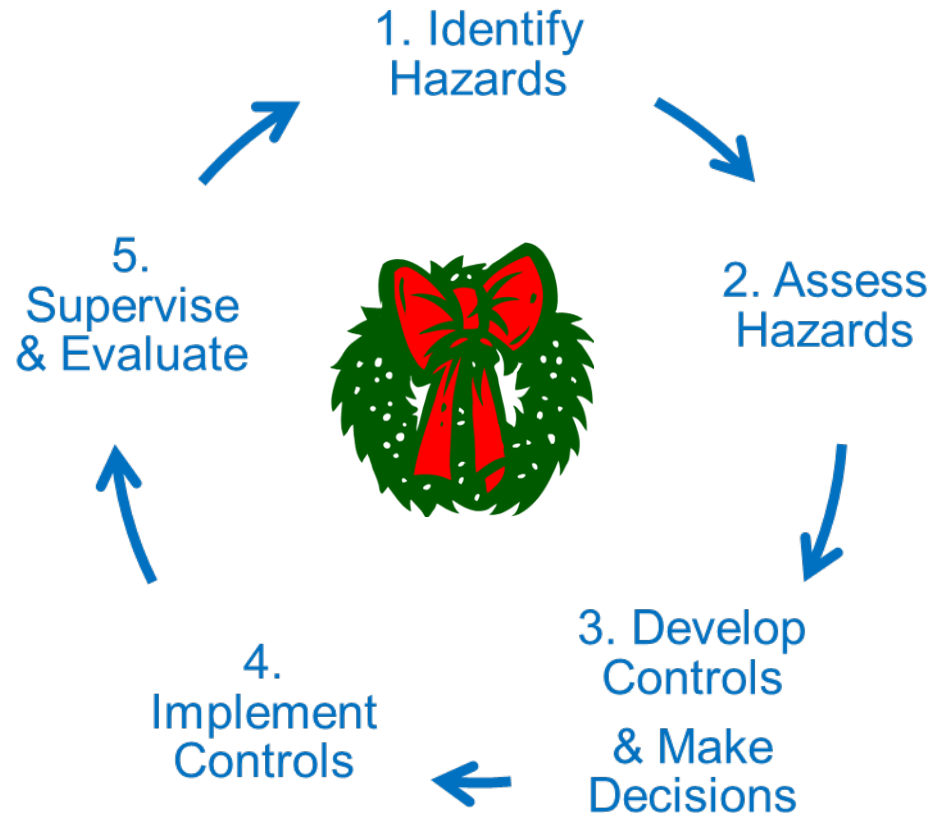 1. Identify
Hazards
2. Assess
Hazards
3. Develop
Controls
& Make
Decisions
4.
Implement
Controls
5.
Supervise
& Evaluate